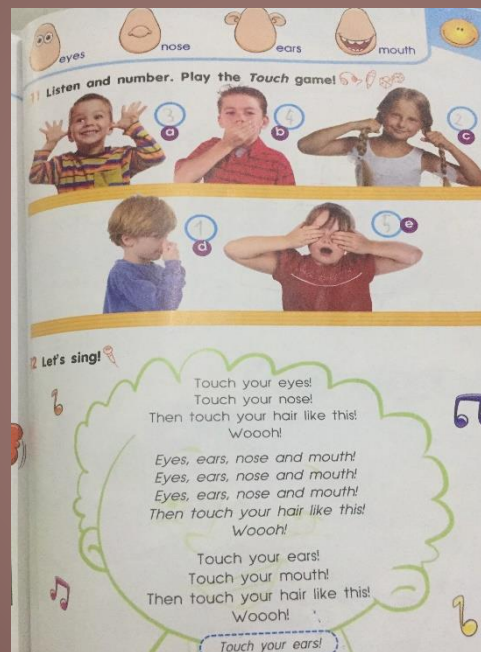 eyes
nose
ears
mouth
11 Listen and number. Play the Touch game!
3
a
4
b
2
c
1
d
5
e
12 Let's sing!
Touch your eyes!
Touch your nose!
Then touch your hair like this!
Woooh!
Eyes, ears, nose and mouth!
Eyes, ears, nose and mouth!
Eyes, ears, nose and mouth!
Then touch your hair like this!
Woooh!
Touch your ears!
Touch your mouth!
Then touch your hair like this!
Woooh!
Touch your ears!